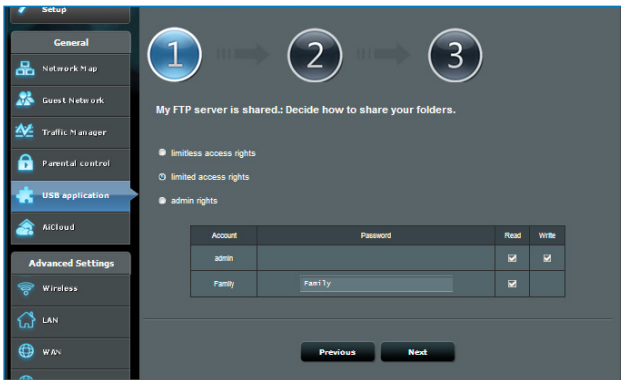 Setup
General
Network Map
Guest Network
Traffic Manager
Parental control
USB application
AiCloud
Advanced Settings
Wireless
LAN
WAN
1 2 3
My FTP server is shared.: Decide how to share your folders.
limitless access rights
limited access rights
admin rights
Account Password Read Write
admin
Family Family
Previous Next